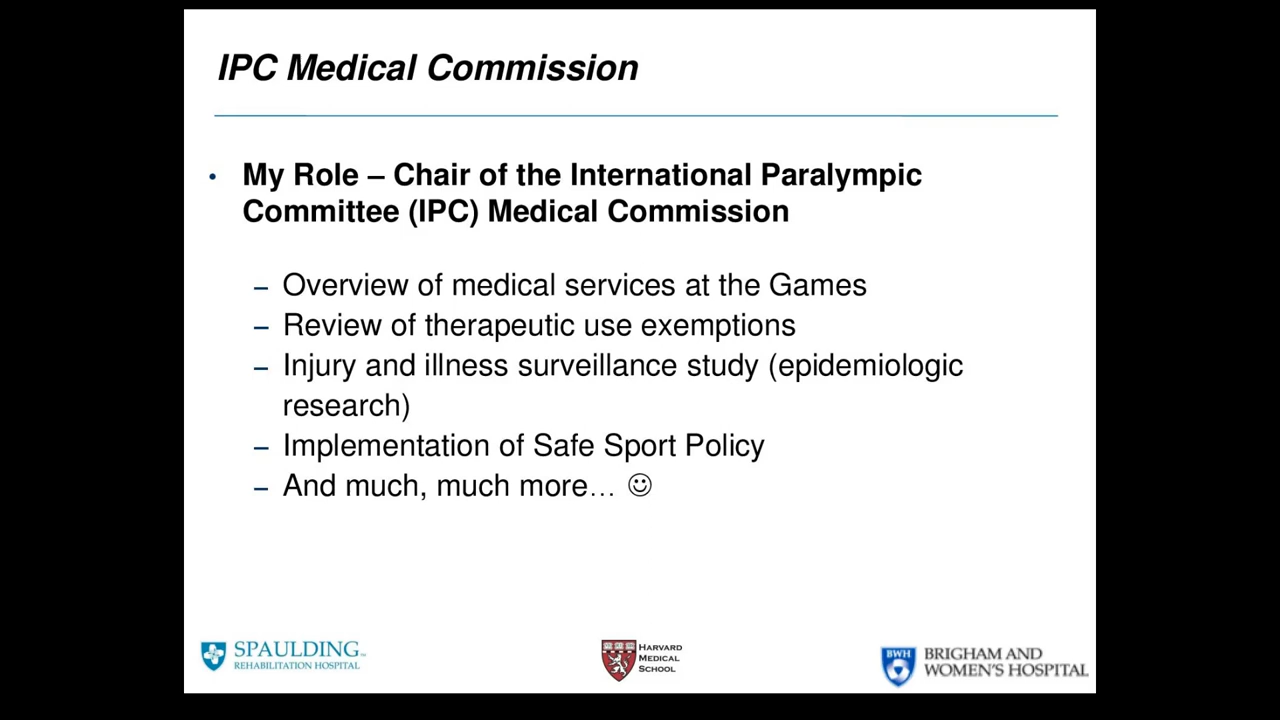 IPC Medical Commission
• My Role – Chair of the International Paralympic
Committee (IPC) Medical Commission
– Overview of medical services at the Games
– Review of therapeutic use exemptions
– Injury and illness surveillance study (epidemiologic
research)
– Implementation of Safe Sport Policy
– And much, much more… ☺
SPAULDING™
REHABILITATION HOSPITAL
HARVARD
MEDICAL
SCHOOL
BWH
BRIGHAM AND
WOMEN'S HOSPITAL